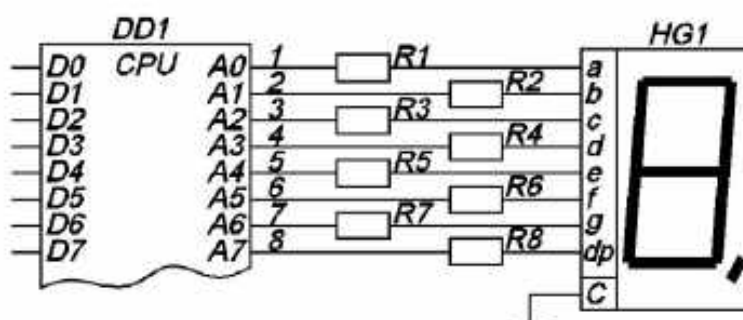 DD1 HG1
D0 CPU A0 1 R1 a
D1 A1 2 R2 b
D2 A2 3 R3 c
D3 A3 4 R4 d
D4 A4 5 R5 e
D5 A5 6 R6 f
D6 A6 7 R7 g
D7 A7 8 R8 dp
C